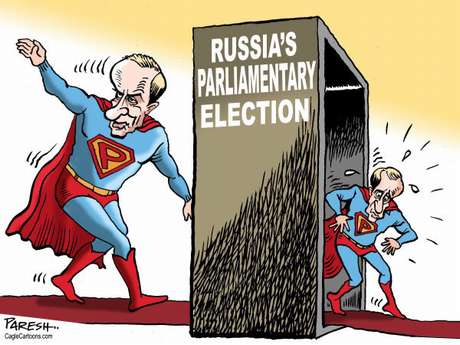 RUSSIA'S
PARLIAMENTARY
ELECTION
P
P
PARESH..
CagleCartoons.com